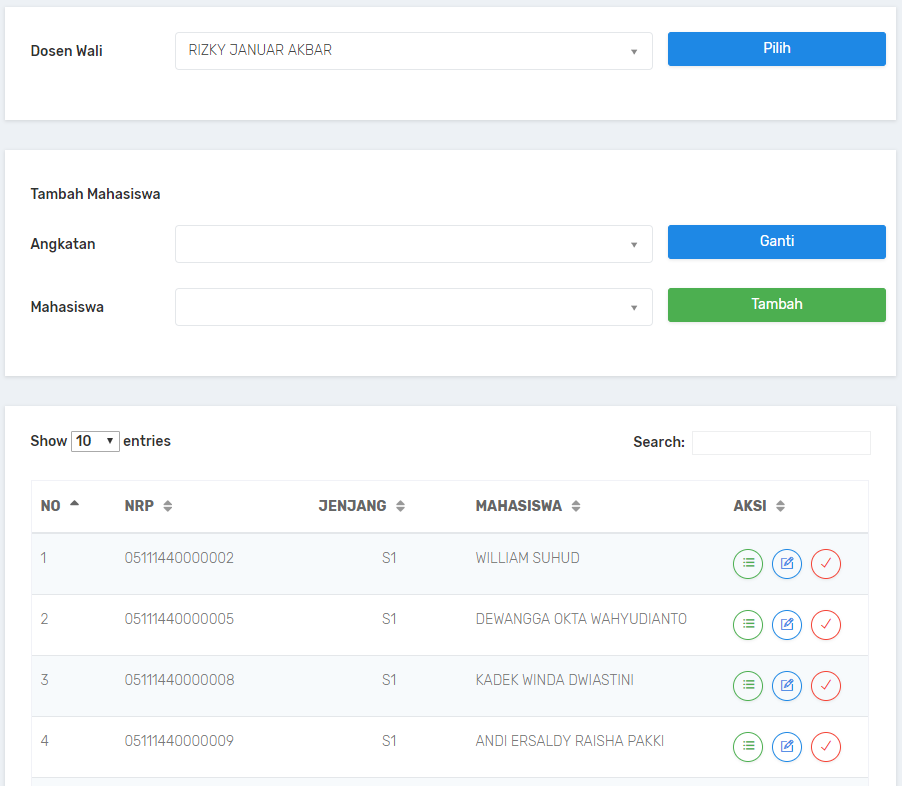 Dosen Wali RIZKY JANUAR AKBAR Pilih
Tambah Mahasiswa
Angkatan Ganti
Mahasiswa Tambah
Show 10 entries Search:
NO NRP JENJANG MAHASISWA AKSI
1 05111440000002 S1 WILLIAM SUHUD
2 05111440000005 S1 DEWANGGA OKTA WAHYUDIANTO
3 05111440000008 S1 KADEK WINDA DWIASTINI
4 05111440000009 S1 ANDI ERSALDY RAISHA PAKKI